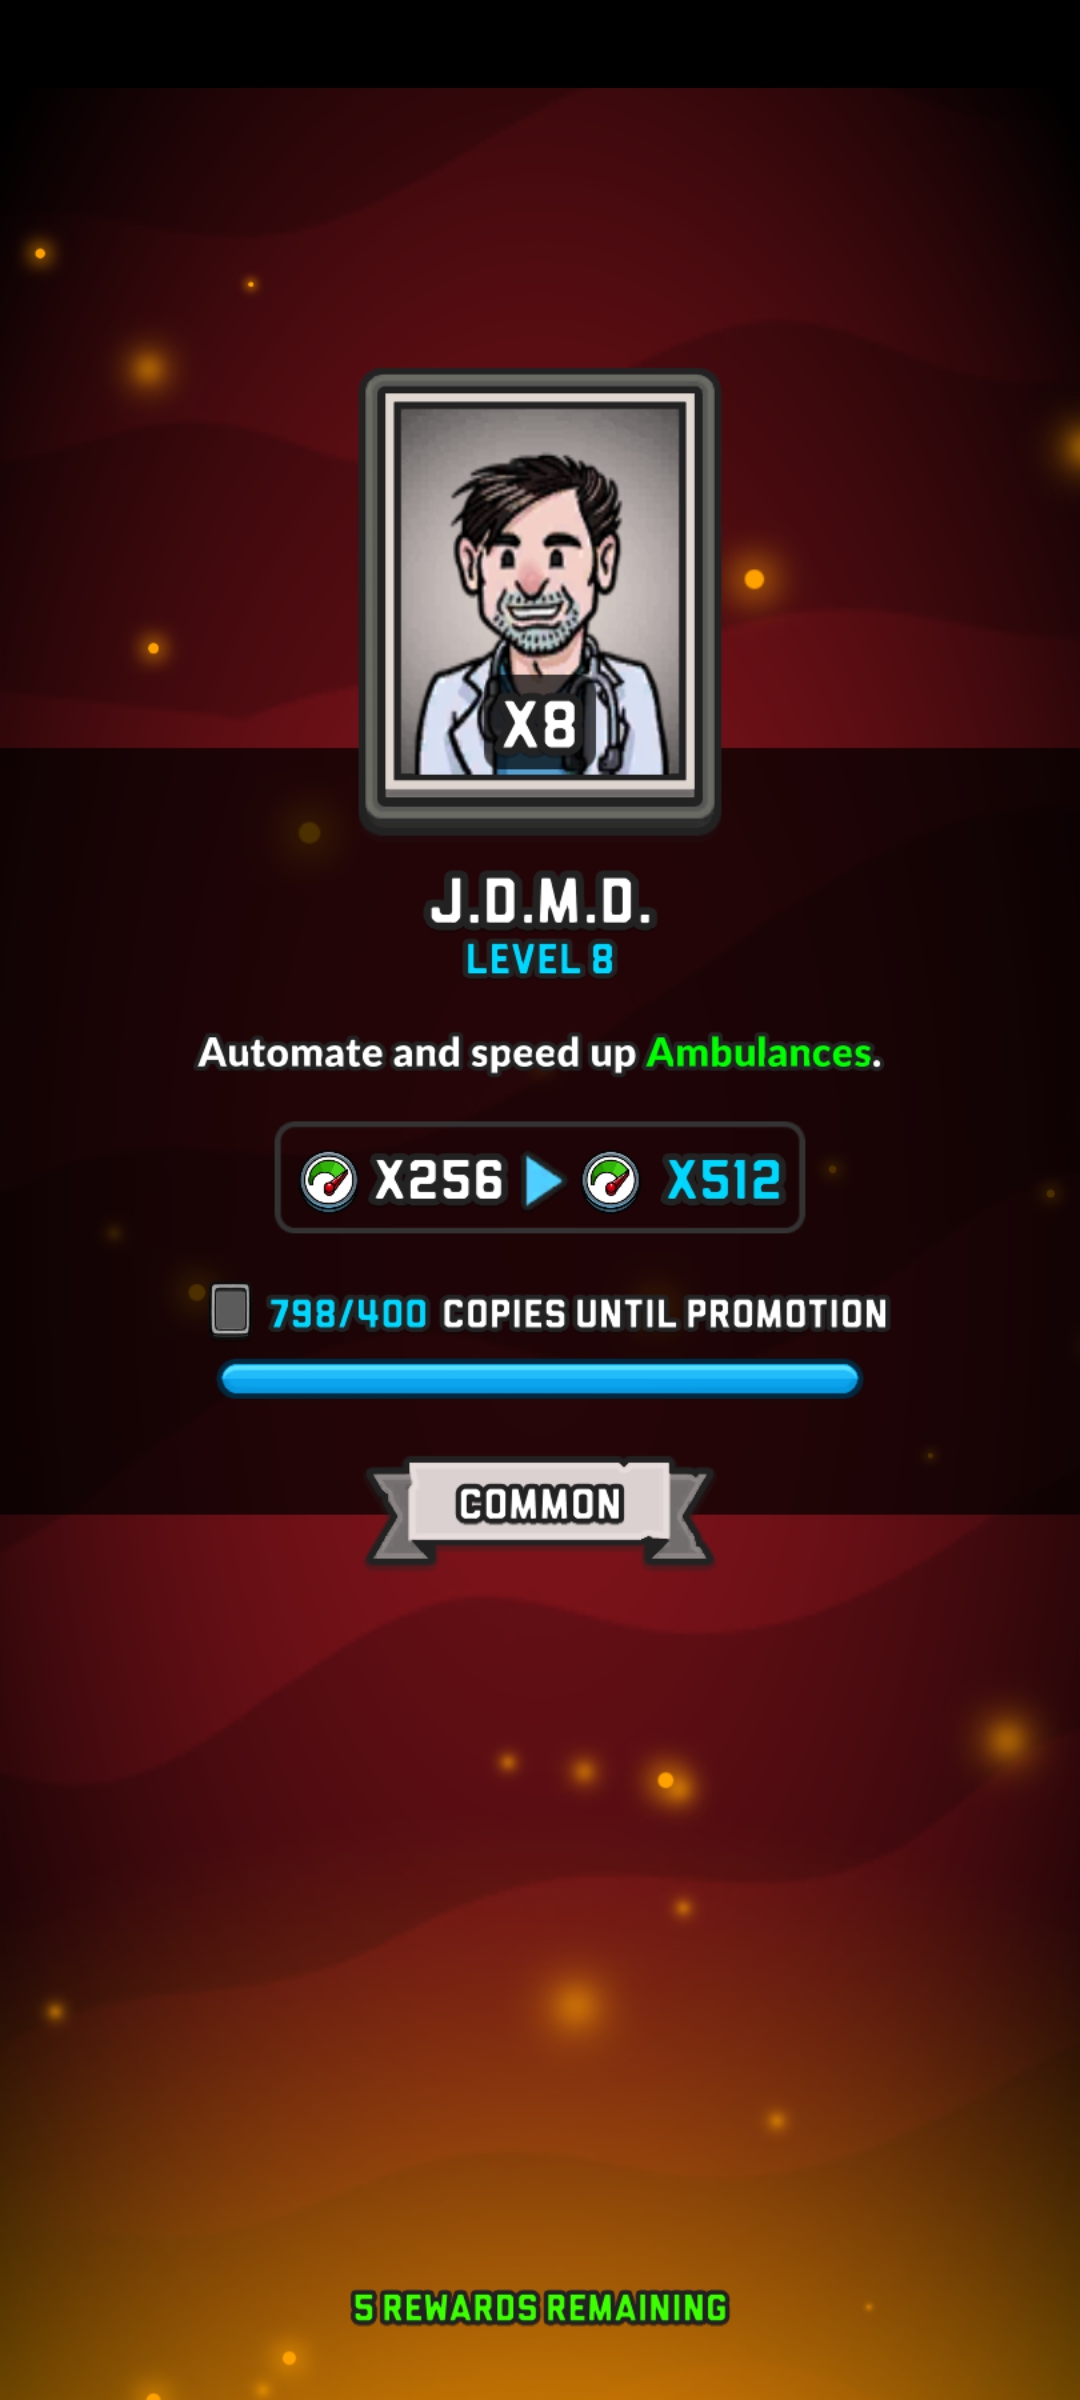 X8
J.D.M.D.
LEVEL 8
Automate and speed up Ambulances.
X256 X512
798/400 COPIES UNTIL PROMOTION
COMMON
5 REWARDS REMAINING